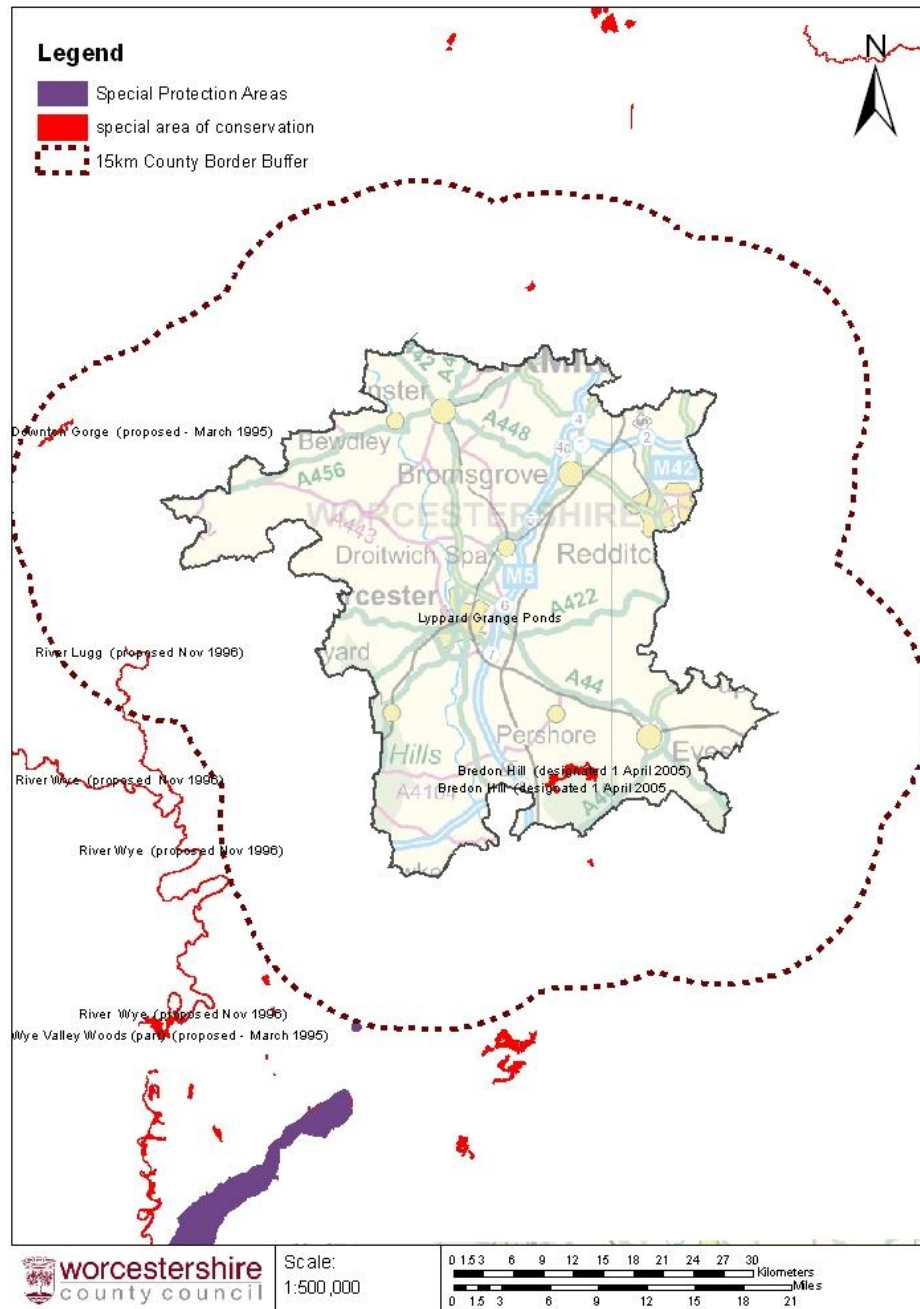 Legend
N
Special Protection Areas
special area of conservation
15km County Border Buffer
A448
Downton Gorge (proposed - March 1995)
Bewdley
A456
Bromsgrove
M42
WORCESTERSHIRE
A443
Droitwich Spa
M5
A422
Lyppard Grange Ponds
River Lugg (proposed Nov 1996)
A44
Pershore
Hills
Bredon Hill (designated 1 April 2005)
River Wye (proposed Nov 1996)
Bredon Hill (designated 1 April 2005
A4104
River Wye (proposed Nov 1996)
River Wye (proposed Nov 1996)
Wye Valley Woods (part) (proposed - March 1995)
worcestershire
county council
Scale:
1:500,000
0 1.5 3 6 9 12 15 18 21 24 27 30
Kilometers
Miles
0 1.5 3 6 9 12 15 18 21